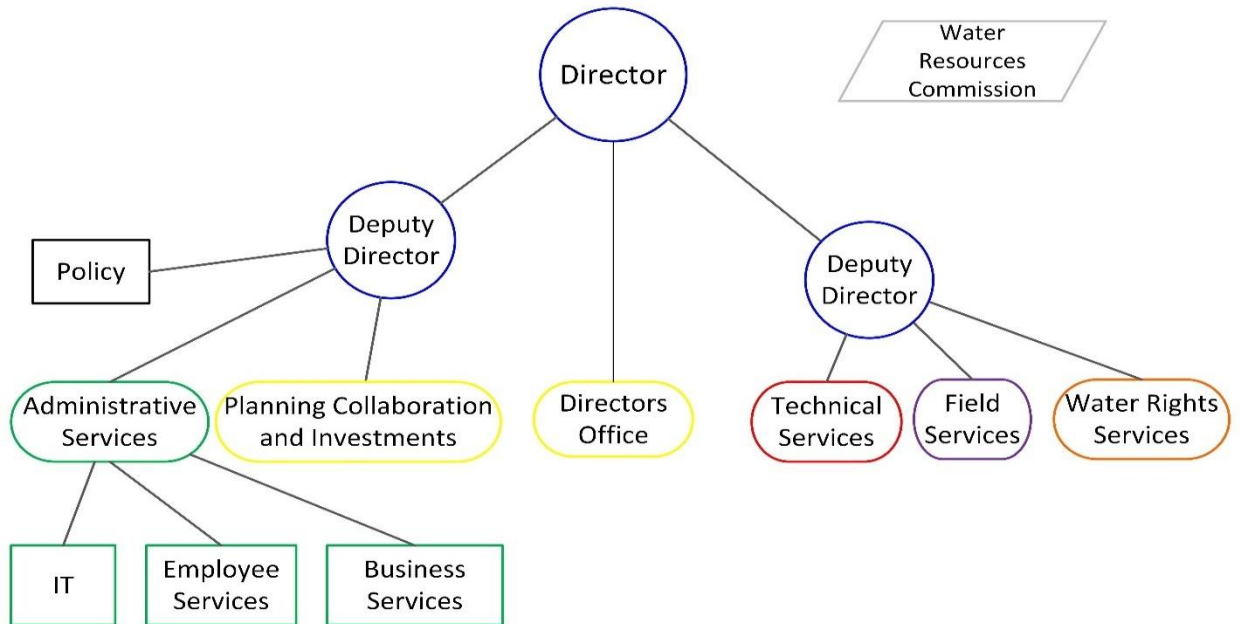 Director
Water
Resources
Commission
Deputy
Director
Policy
Deputy
Director
Administrative
Services
Planning Collaboration
and Investments
Directors
Office
Technical
Services
Field
Services
Water Rights
Services
IT
Employee
Services
Business
Services